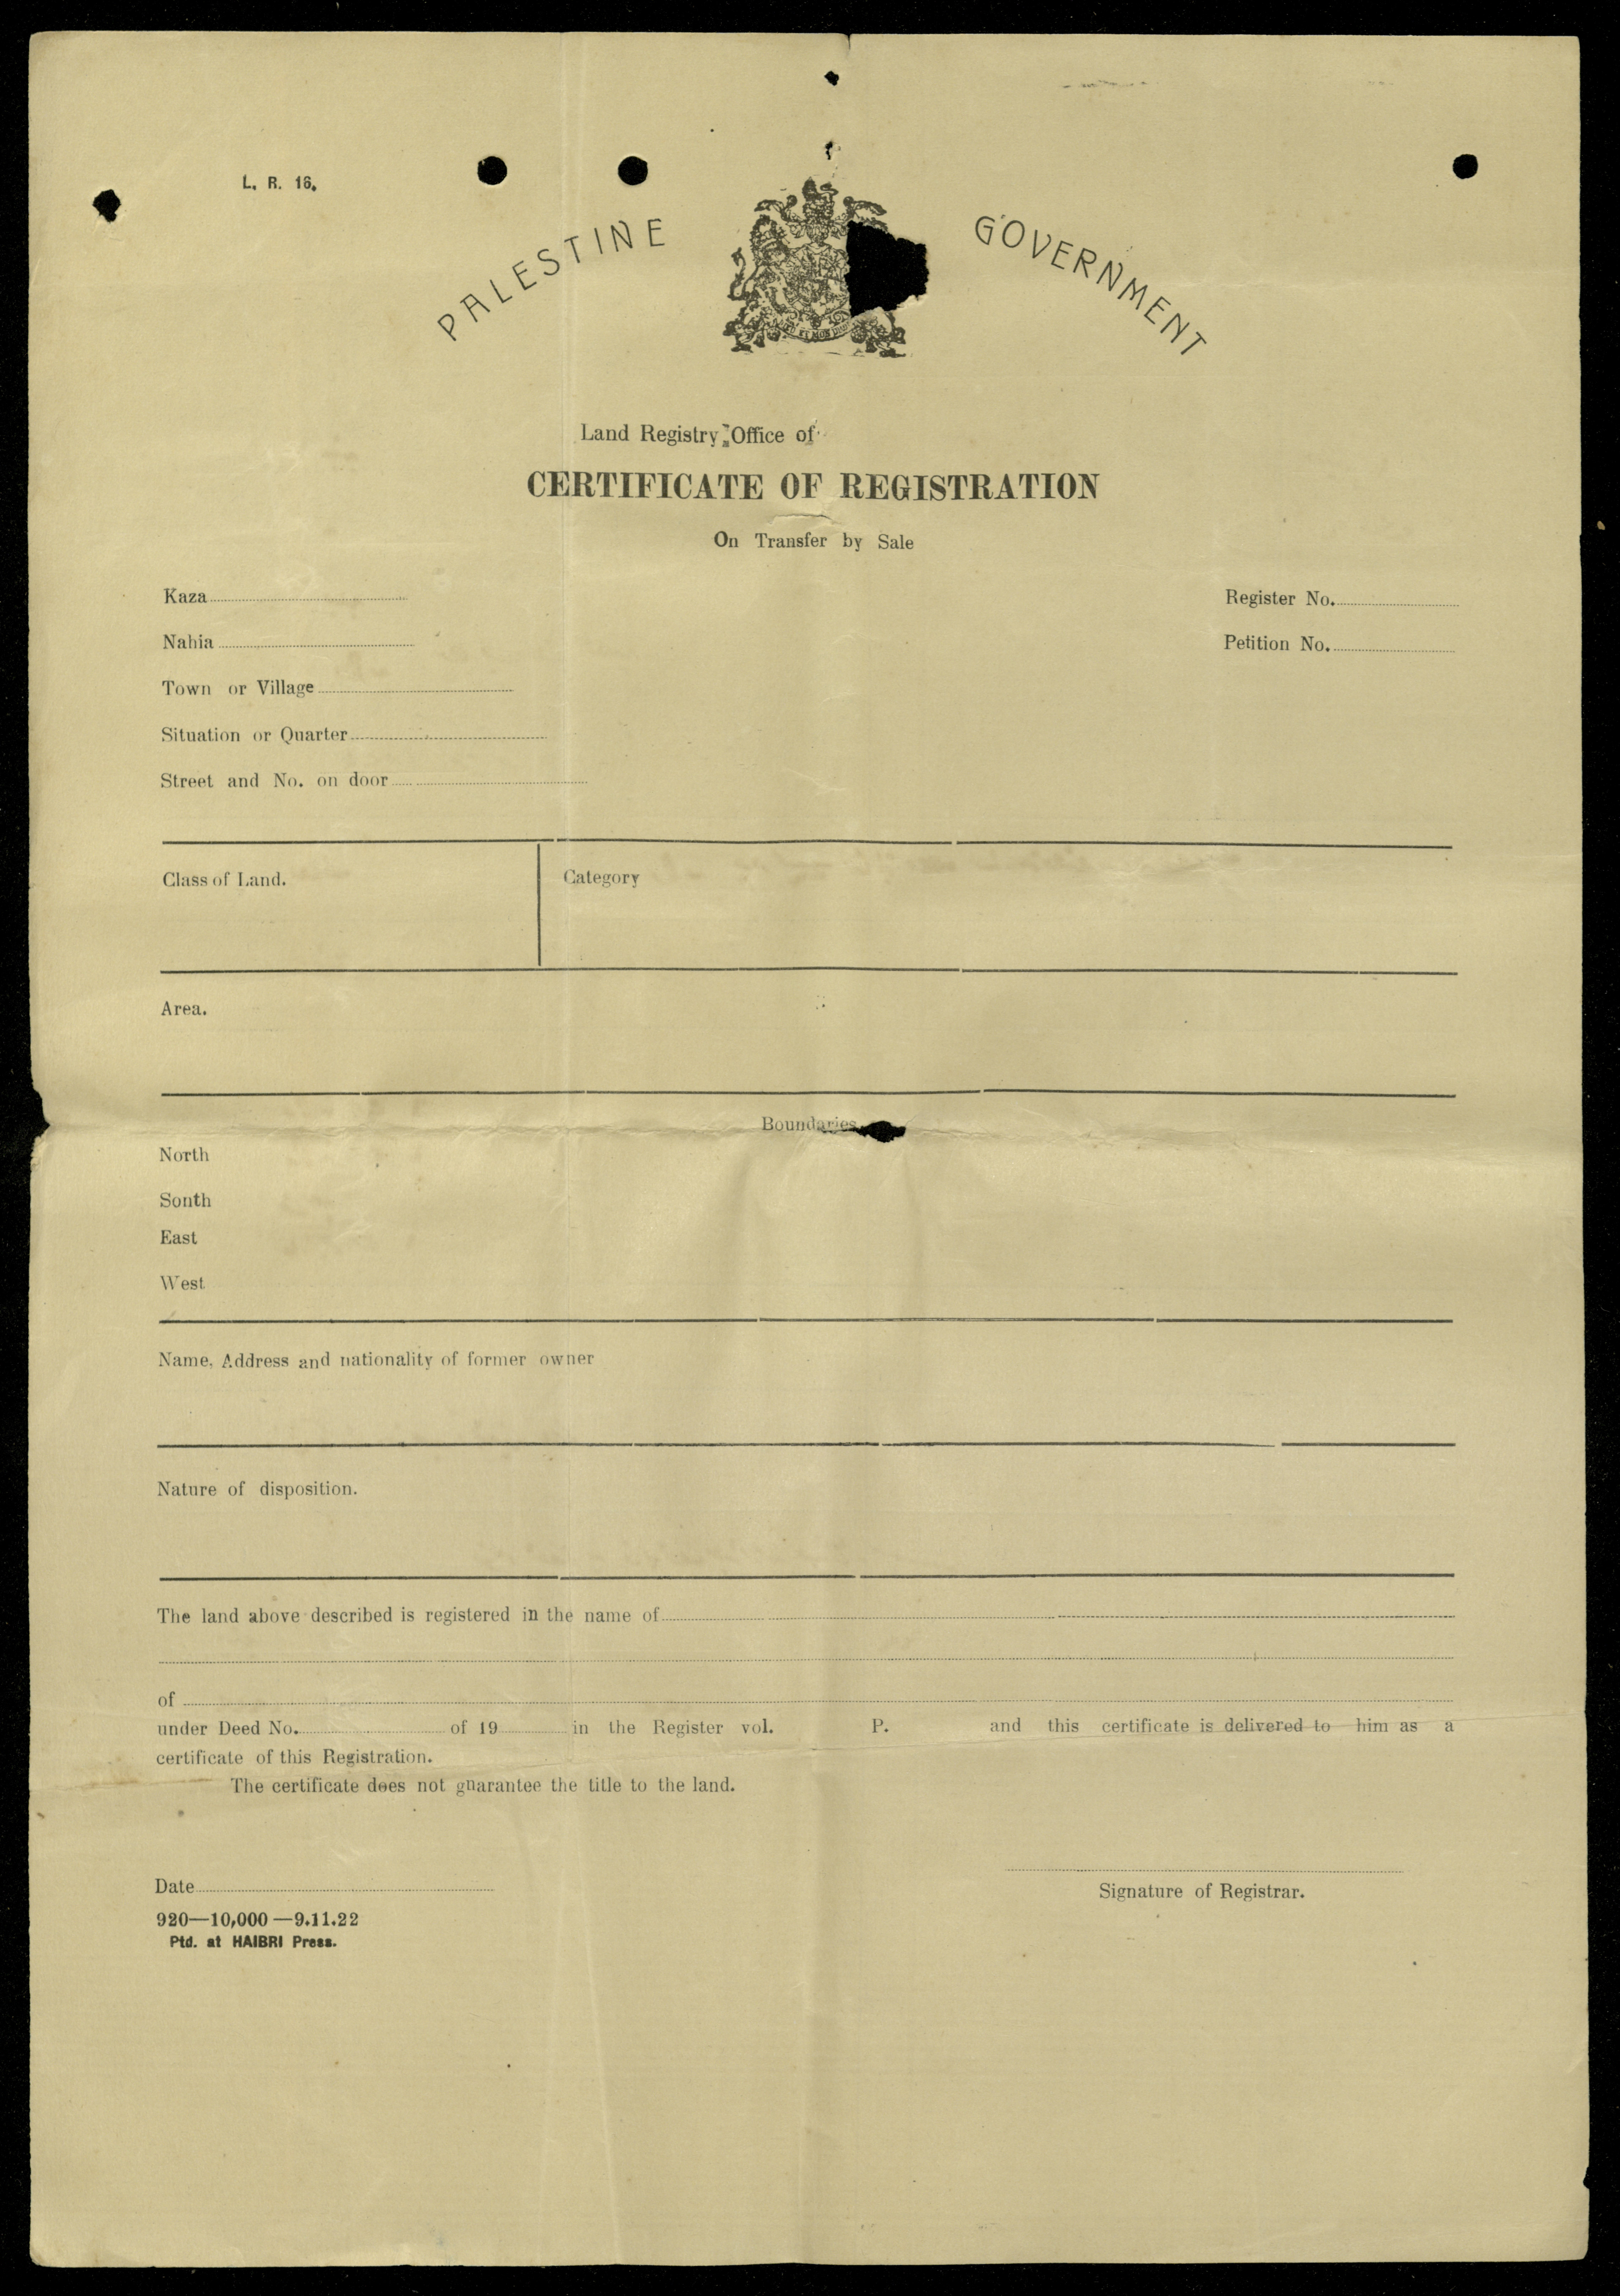 L. R. 16.
PALESTINE GOVERNMENT
Land Registry Office of
CERTIFICATE OF REGISTRATION
On Transfer by Sale
Kaza
Register No.
Nahia
Petition No.
Town or Village
Situation or Quarter
Street and No. on door
Class of Land.
Category
Area.
Boundaries
North
Sonth
East
West
Name, Address and nationality of former owner
Nature of disposition.
The land above described is registered in the name of
of
under Deed No. of 19 in the Register vol. P. and this certificate is delivered to him as a
certificate of this Registration.
The certificate does not guarantee the title to the land.
Signature of Registrar.
Date
920—10,000—9.11.22
Ptd. at HAIBRI Press.